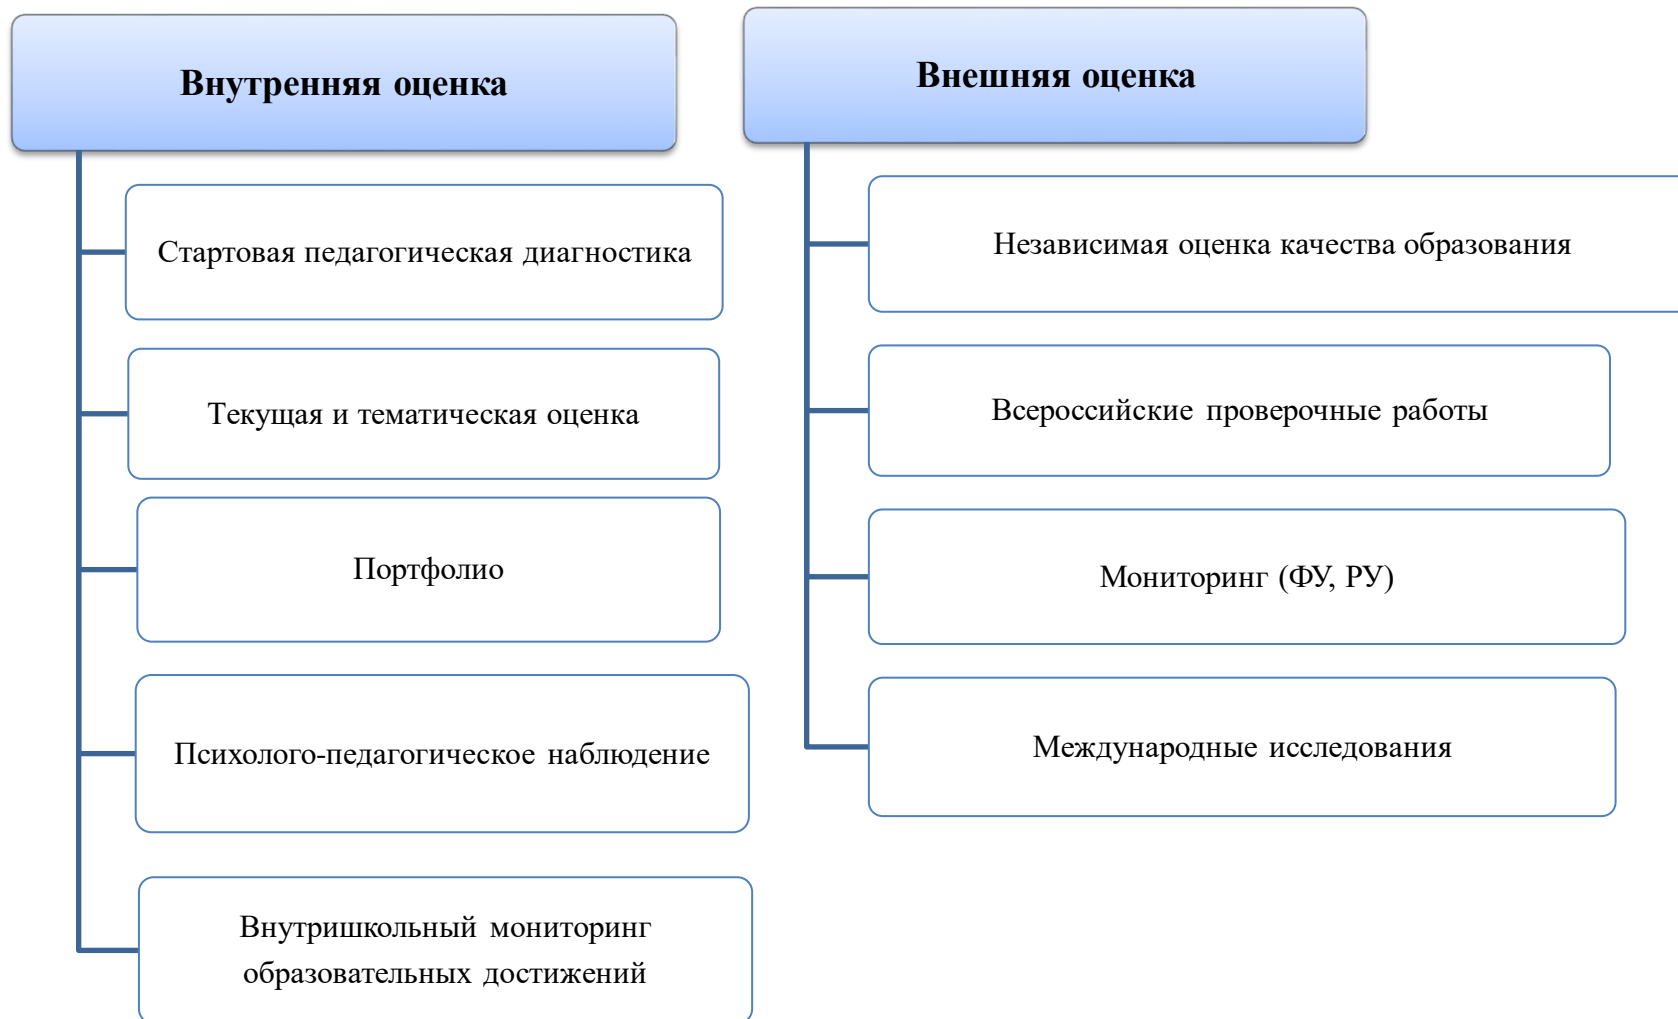 Внутренняя оценка
Стартовая педагогическая диагностика
Текущая и тематическая оценка
Портфолио
Психолого-педагогическое наблюдение
Внутришкольный мониторинг
образовательных достижений
Внешняя оценка
Независимая оценка качества образования
Всероссийские проверочные работы
Мониторинг (ФУ, РУ)
Международные исследования